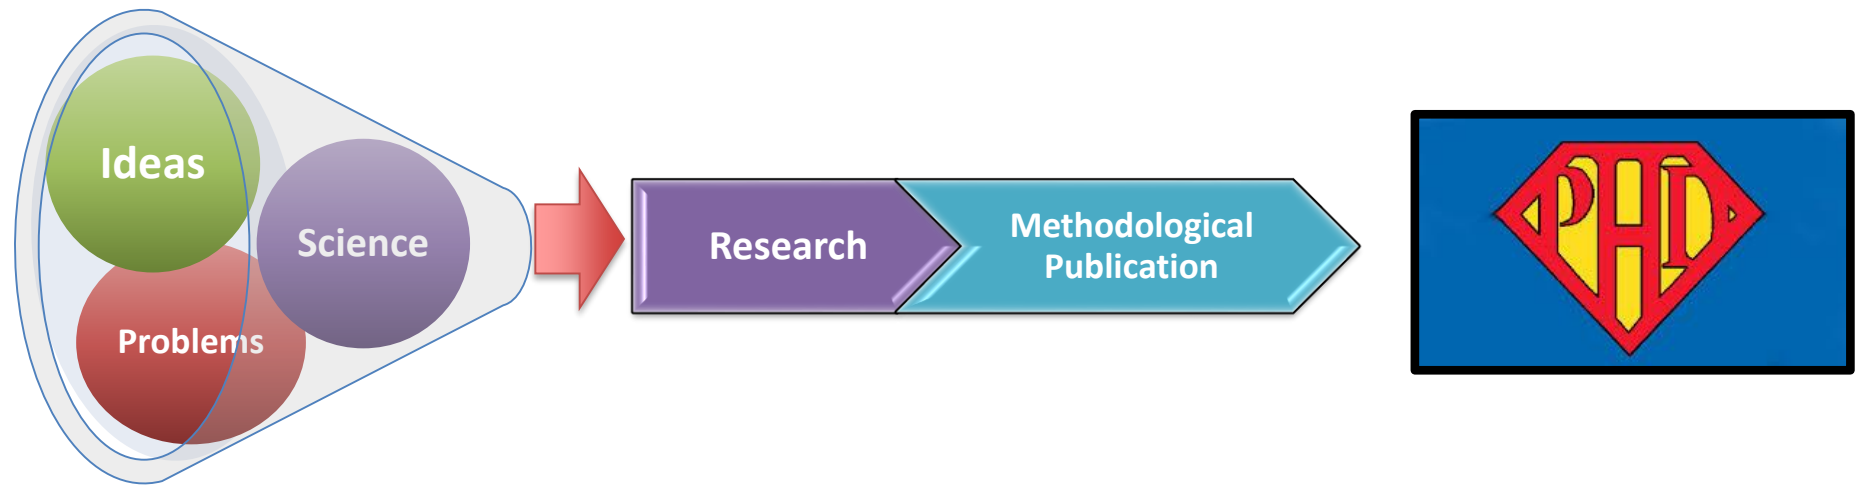 Ideas
Science
Problems
Research
Methodological
Publication
PHD